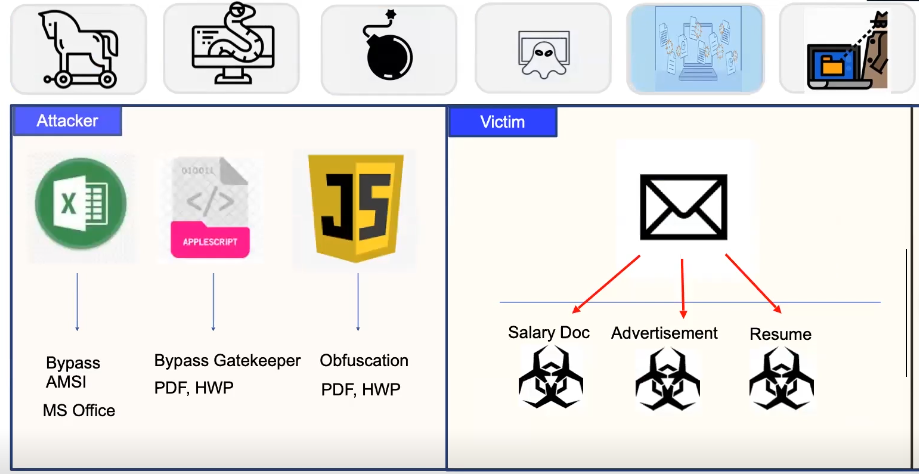 Attacker
Victim
X
010011
</>
APPLESCRIPT
JS
Bypass
AMSI
MS Office
Bypass Gatekeeper
PDF, HWP
Obfuscation
PDF, HWP
Salary Doc
Advertisement
Resume